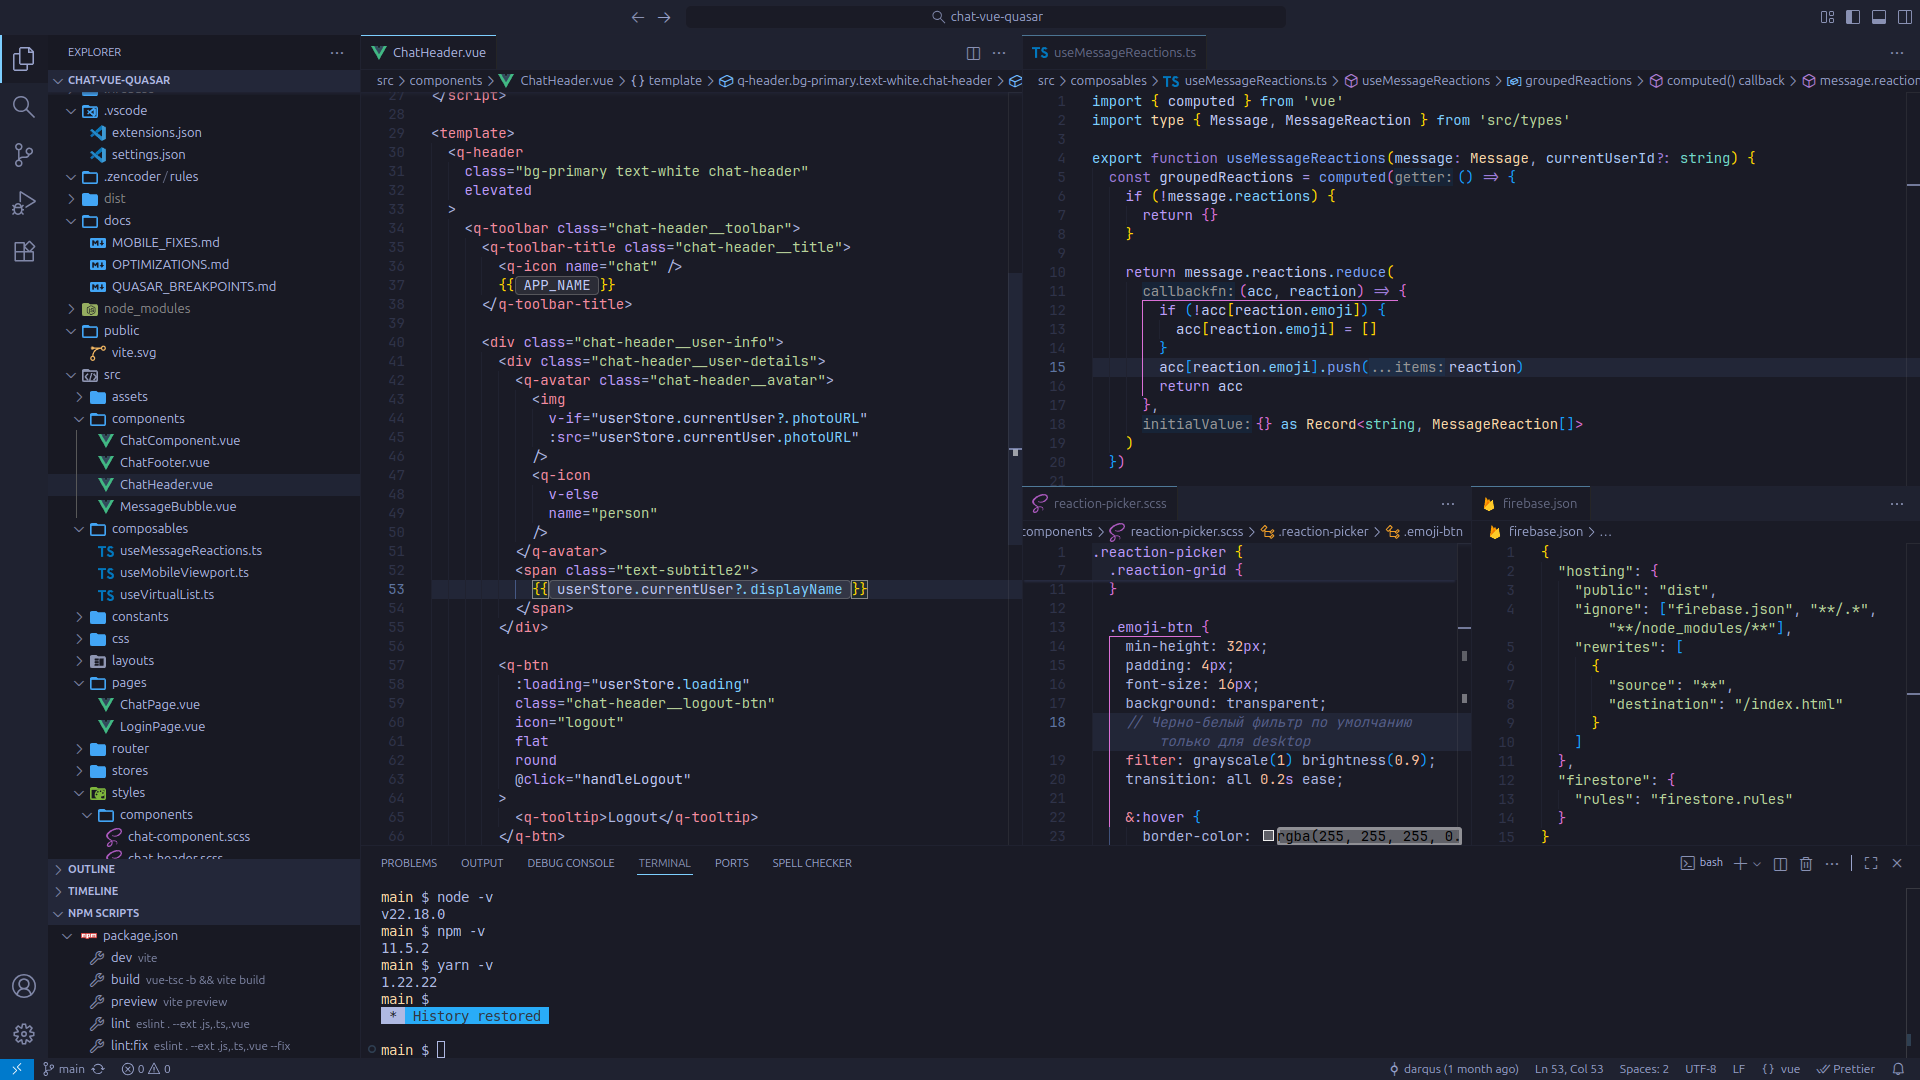 chat-vue-quasar
EXPLORER
CHAT-VUE-QUASAR
.vscode
extensions.json
settings.json
.zencoder / rules
dist
docs
MOBILE_FIXES.md
OPTIMIZATIONS.md
QUASAR_BREAKPOINTS.md
node_modules
public
vite.svg
src
assets
components
ChatComponent.vue
ChatFooter.vue
ChatHeader.vue
MessageBubble.vue
composables
TS useMessageReactions.ts
TS useMobileViewport.ts
TS useVirtualList.ts
constants
css
layouts
pages
ChatPage.vue
LoginPage.vue
router
stores
styles
components
chat-component.scss
chat-header.scss
OUTLINE
TIMELINE
NPM SCRIPTS
package.json
dev vite
build vue-tsc -b && vite build
preview vite preview
lint eslint . --ext .js,.ts,.vue
lint:fix eslint . --ext .js,.ts,.vue --fix
ChatHeader.vue
src > components > ChatHeader.vue > {} template > q-header.bg-primary.text-white.chat-header >
27 </script>
28
29 <template>
30 <q-header
31 class="bg-primary text-white chat-header"
32 elevated
33 >
34 <q-toolbar class="chat-header__toolbar">
35 <q-toolbar-title class="chat-header__title">
36 <q-icon name="chat" />
37 {{ APP_NAME }}
38 </q-toolbar-title>
39
40 <div class="chat-header__user-info">
41 <div class="chat-header__user-details">
42 <q-avatar class="chat-header__avatar">
43 <img
44 v-if="userStore.currentUser?.photoURL"
45 :src="userStore.currentUser.photoURL"
46 />
47 <q-icon
48 v-else
49 name="person"
50 />
51 </q-avatar>
52 <span class="text-subtitle2">
53 {{ userStore.currentUser?.displayName }}
54 </span>
55 </div>
56
57 <q-btn
58 :loading="userStore.loading"
59 class="chat-header__logout-btn"
60 icon="logout"
61 flat
62 round
63 @click="handleLogout"
64 >
65 <q-tooltip>Logout</q-tooltip>
66 </q-btn>
TS useMessageReactions.ts
src > composables > TS useMessageReactions.ts > useMessageReactions > groupedReactions > computed() callback > message.reaction
1 import { computed } from 'vue'
2 import type { Message, MessageReaction } from 'src/types'
3
4 export function useMessageReactions(message: Message, currentUserId?: string) {
5 const groupedReactions = computed(getter: () => {
6 if (!message.reactions) {
7 return {}
8 }
9
10 return message.reactions.reduce(
11 callbackfn: (acc, reaction) => {
12 if (!acc[reaction.emoji]) {
13 acc[reaction.emoji] = []
14 }
15 acc[reaction.emoji].push(...items: reaction)
16 return acc
17 },
18 initialValue: {} as Record<string, MessageReaction[]>
19 )
20 })
21
reaction-picker.scss
components > reaction-picker.scss > .reaction-picker > .emoji-btn
1 .reaction-picker {
7 .reaction-grid {
11 }
12
13 .emoji-btn {
14 min-height: 32px;
15 padding: 4px;
16 font-size: 16px;
17 background: transparent;
18 // Черно-белый фильтр по умолчанию
только для desktop
19 filter: grayscale(1) brightness(0.9);
20 transition: all 0.2s ease;
21
22 &:hover {
23 border-color: rgba(255, 255, 255, 0.
firebase.json
firebase.json > ...
1 {
2 "hosting": {
3 "public": "dist",
4 "ignore": ["firebase.json", "**/.*",
"**/node_modules/**"],
5 "rewrites": [
6 {
7 "source": "**",
8 "destination": "/index.html"
9 }
10 ]
11 },
12 "firestore": {
13 "rules": "firestore.rules"
14 }
15 }
PROBLEMS OUTPUT DEBUG CONSOLE TERMINAL PORTS SPELL CHECKER
bash
main $ node -v
v22.18.0
main $ npm -v
11.5.2
main $ yarn -v
1.22.22
main $
* History restored
main $
main 0 0
darqus (1 month ago) Ln 53, Col 53 Spaces: 2 UTF-8 LF {} vue Prettier